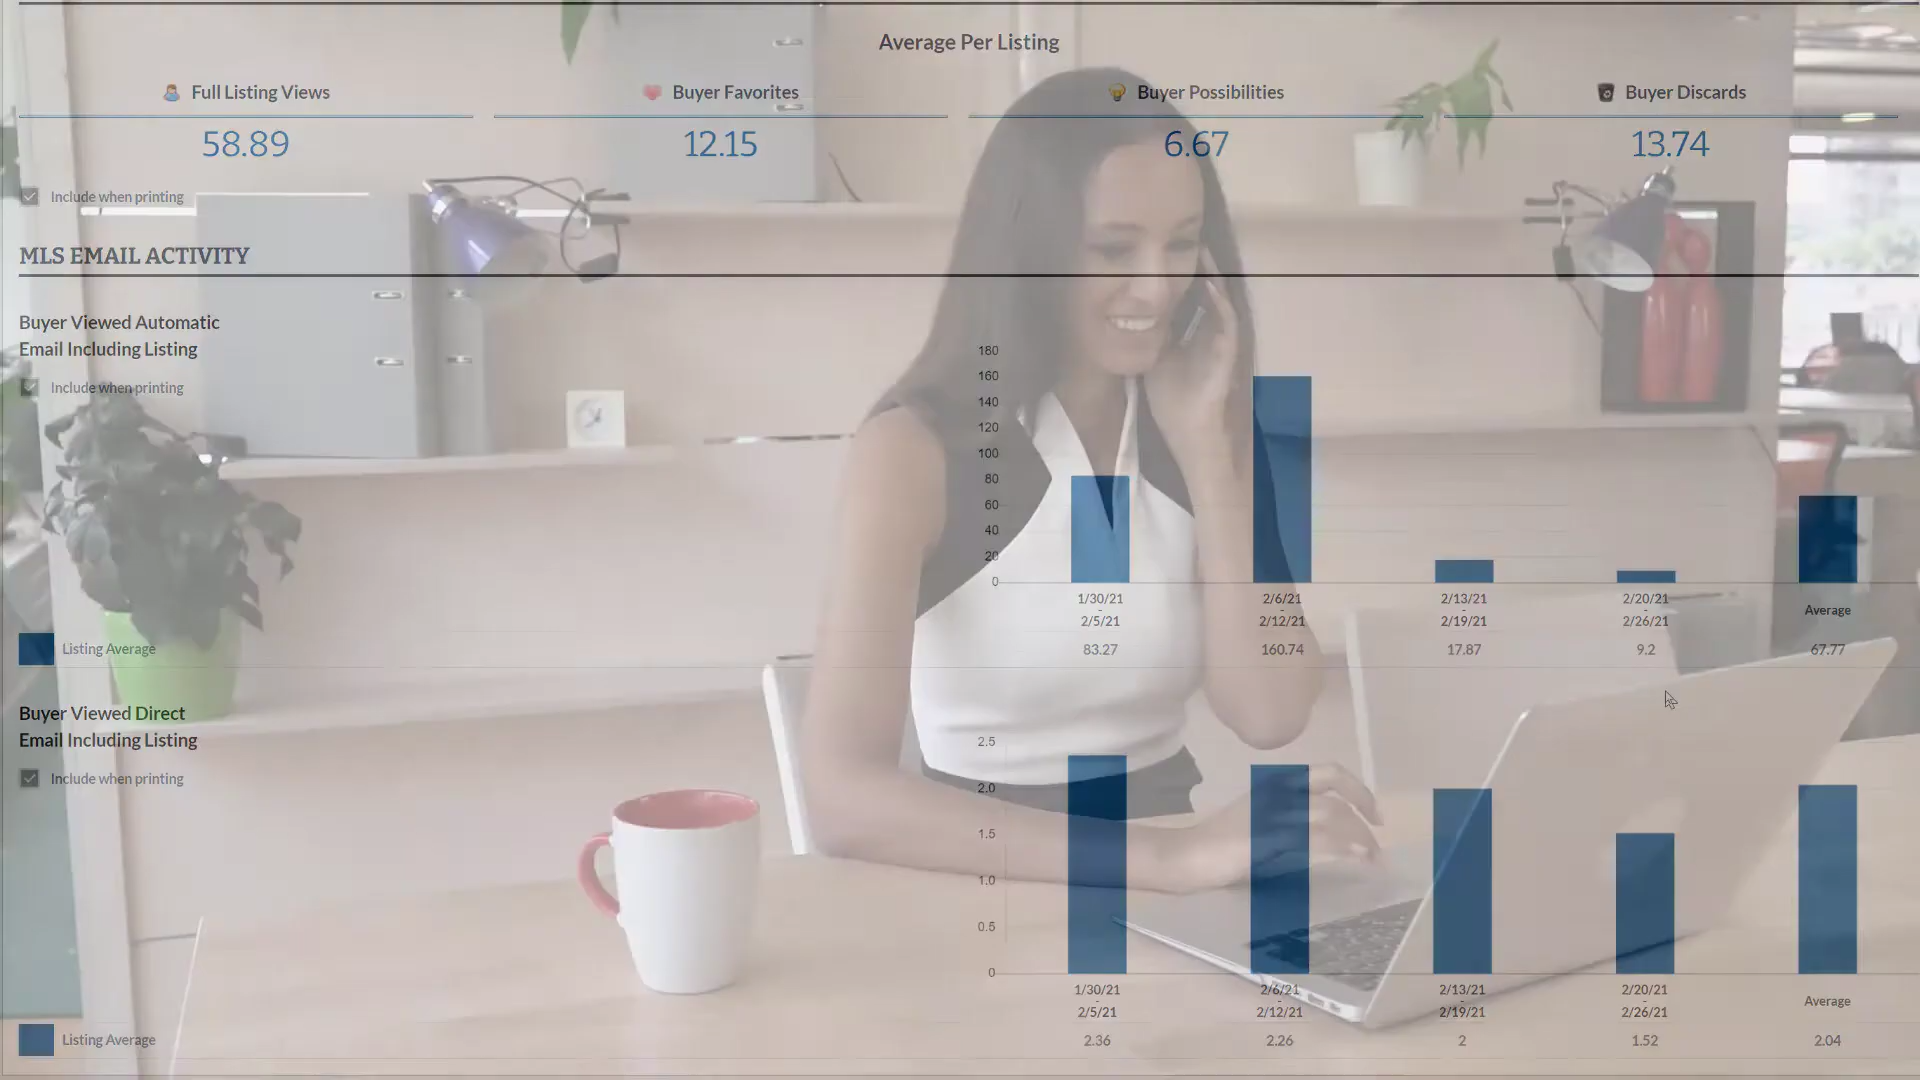 Average Per Listing
Full Listing Views
Buyer Favorites
Buyer Possibilities
Buyer Discards
58.89
12.15
6.67
13.74
Include when printing
MLS EMAIL ACTIVITY
Buyer Viewed Automatic
Email Including Listing
Include when printing
180
160
140
120
100
80
60
40
20
0
1/30/21 - 2/5/21
2/6/21 - 2/12/21
2/13/21 - 2/19/21
2/20/21 - 2/26/21
Average
Listing Average
83.27
160.74
17.87
9.2
67.77
Buyer Viewed Direct
Email Including Listing
Include when printing
2.5
2.0
1.5
1.0
0.5
0
1/30/21 - 2/5/21
2/6/21 - 2/12/21
2/13/21 - 2/19/21
2/20/21 - 2/26/21
Average
Listing Average
2.36
2.26
2
1.52
2.04